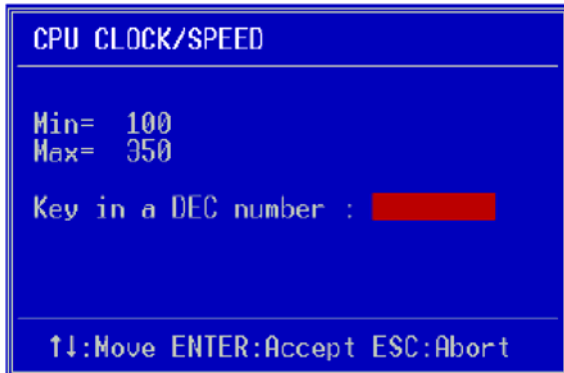 CPU CLOCK/SPEED
Min= 100
Max= 350
Key in a DEC number :
↑↓:Move ENTER:Accept ESC:Abort